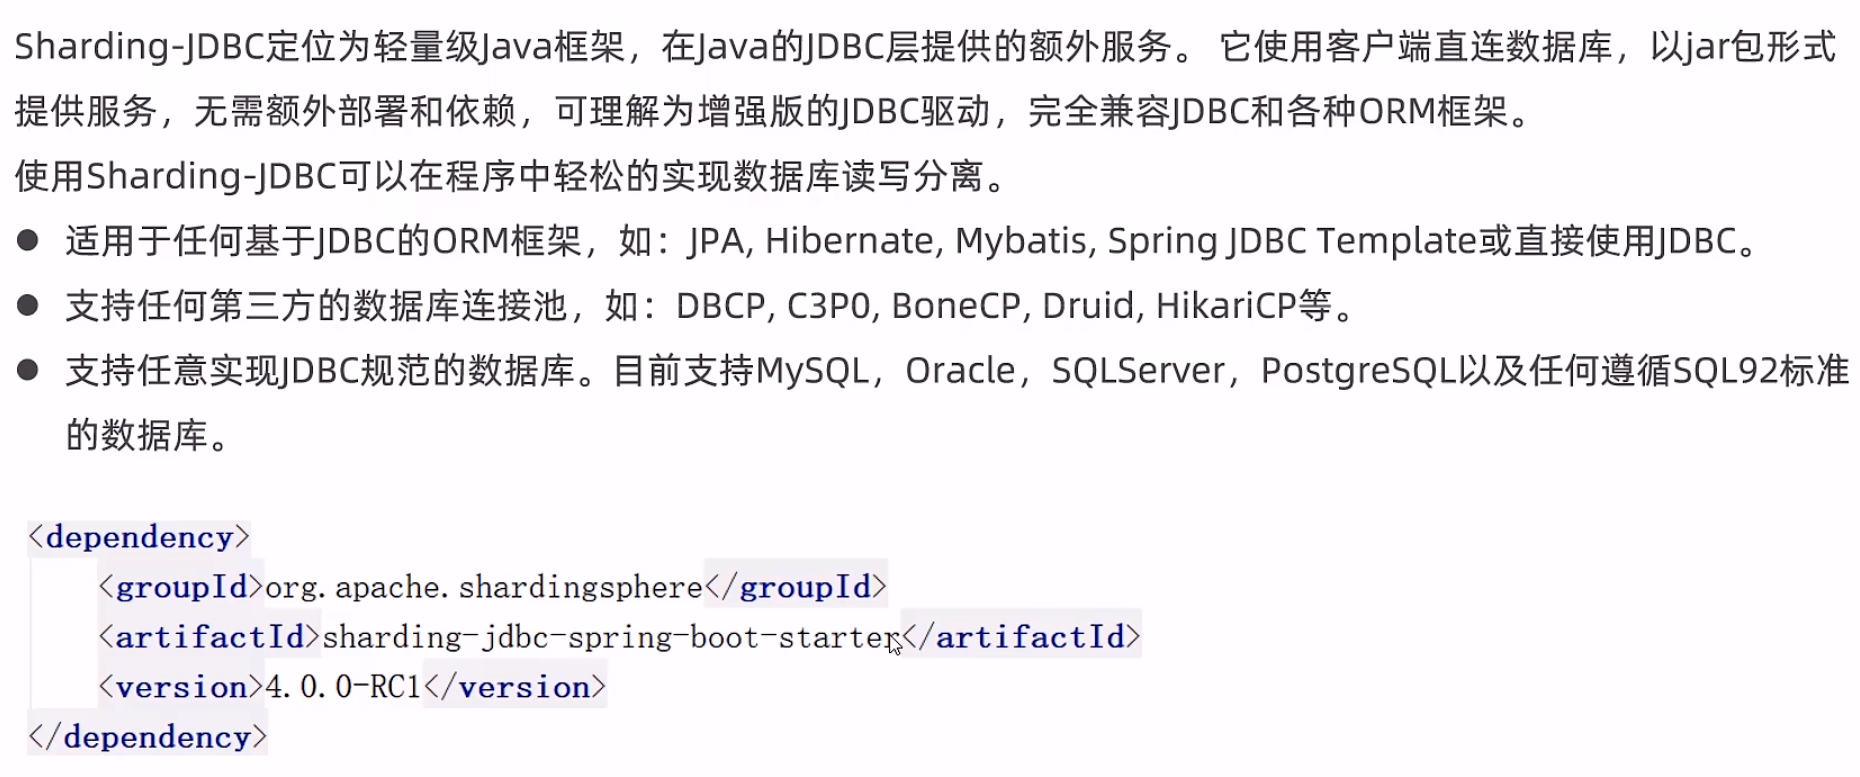 Sharding-JDBC定位为轻量级Java框架，在Java的JDBC层提供的额外服务。 它使用客户端直连数据库，以jar包形式
提供服务，无需额外部署和依赖，可理解为增强版的JDBC驱动，完全兼容JDBC和各种ORM框架。
使用Sharding-JDBC可以在程序中轻松的实现数据库读写分离。
● 适用于任何基于JDBC的ORM框架，如：JPA, Hibernate, Mybatis, Spring JDBC Template或直接使用JDBC。
● 支持任何第三方的数据库连接池，如：DBCP, C3P0, BoneCP, Druid, HikariCP等。
● 支持任意实现JDBC规范的数据库。目前支持MySQL，Oracle，SQLServer，PostgreSQL以及任何遵循SQL92标准
的数据库。
<dependency>
    <groupId>org.apache.shardingsphere</groupId>
    <artifactId>sharding-jdbc-spring-boot-starter</artifactId>
    <version>4.0.0-RC1</version>
</dependency>